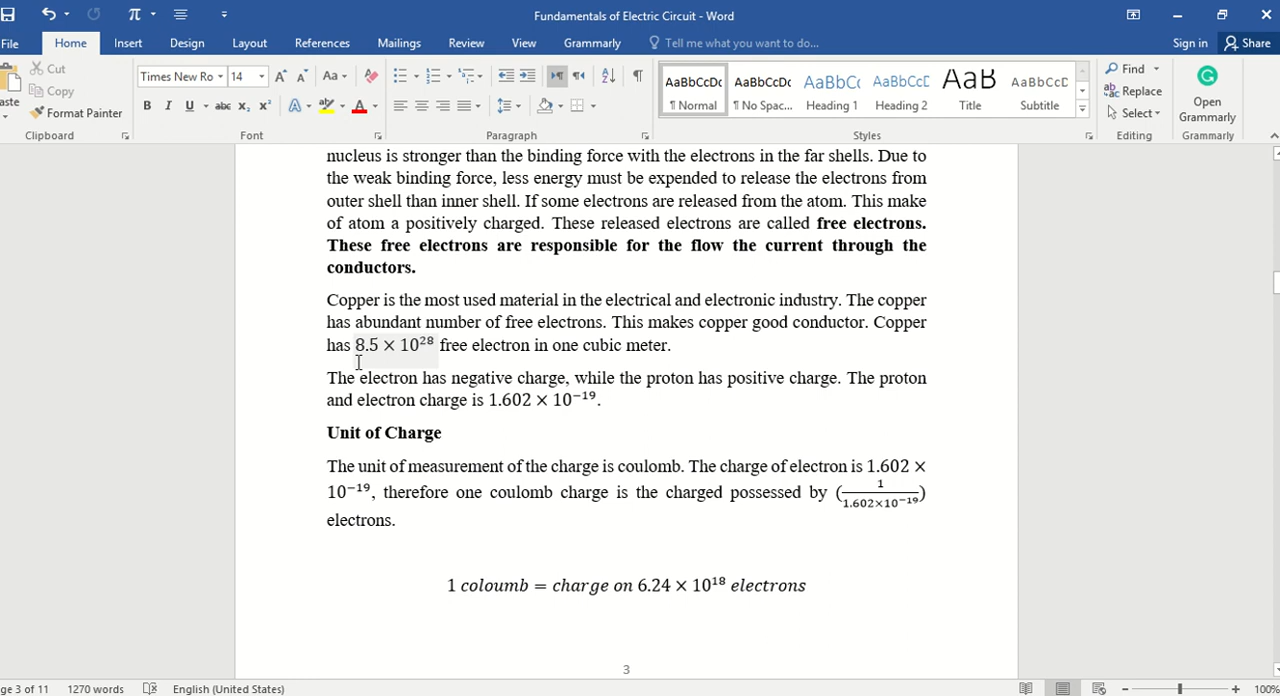 Fundamentals of Electric Circuit - Word
File Home Insert Design Layout References Mailings Review View Grammarly Tell me what you want to do... Sign in Share
Cut
Copy
Format Painter
aste
Clipboard
Times New Ro 14
Font
Paragraph
AaBbCcDc AaBbCcDc AaBbCc AaBbCcD AaB AaBbCcD
¶ Normal ¶ No Spac... Heading 1 Heading 2 Title Subtitle
Styles
Find
Replace
Select
Editing
Open
Grammarly
Grammarly
nucleus is stronger than the binding force with the electrons in the far shells. Due to
the weak binding force, less energy must be expended to release the electrons from
outer shell than inner shell. If some electrons are released from the atom. This make
of atom a positively charged. These released electrons are called free electrons.
These free electrons are responsible for the flow the current through the
conductors.
Copper is the most used material in the electrical and electronic industry. The copper
has abundant number of free electrons. This makes copper good conductor. Copper
has 8.5 × 10²⁸ free electron in one cubic meter.
The electron has negative charge, while the proton has positive charge. The proton
and electron charge is 1.602 × 10⁻¹⁹.
Unit of Charge
The unit of measurement of the charge is coulomb. The charge of electron is 1.602 ×
10⁻¹⁹, therefore one coulomb charge is the charged possessed by (1/1.602×10⁻¹⁹)
electrons.
1 coloumb = charge on 6.24 × 10¹⁸ electrons
3
ge 3 of 11 1270 words English (United States) 100%